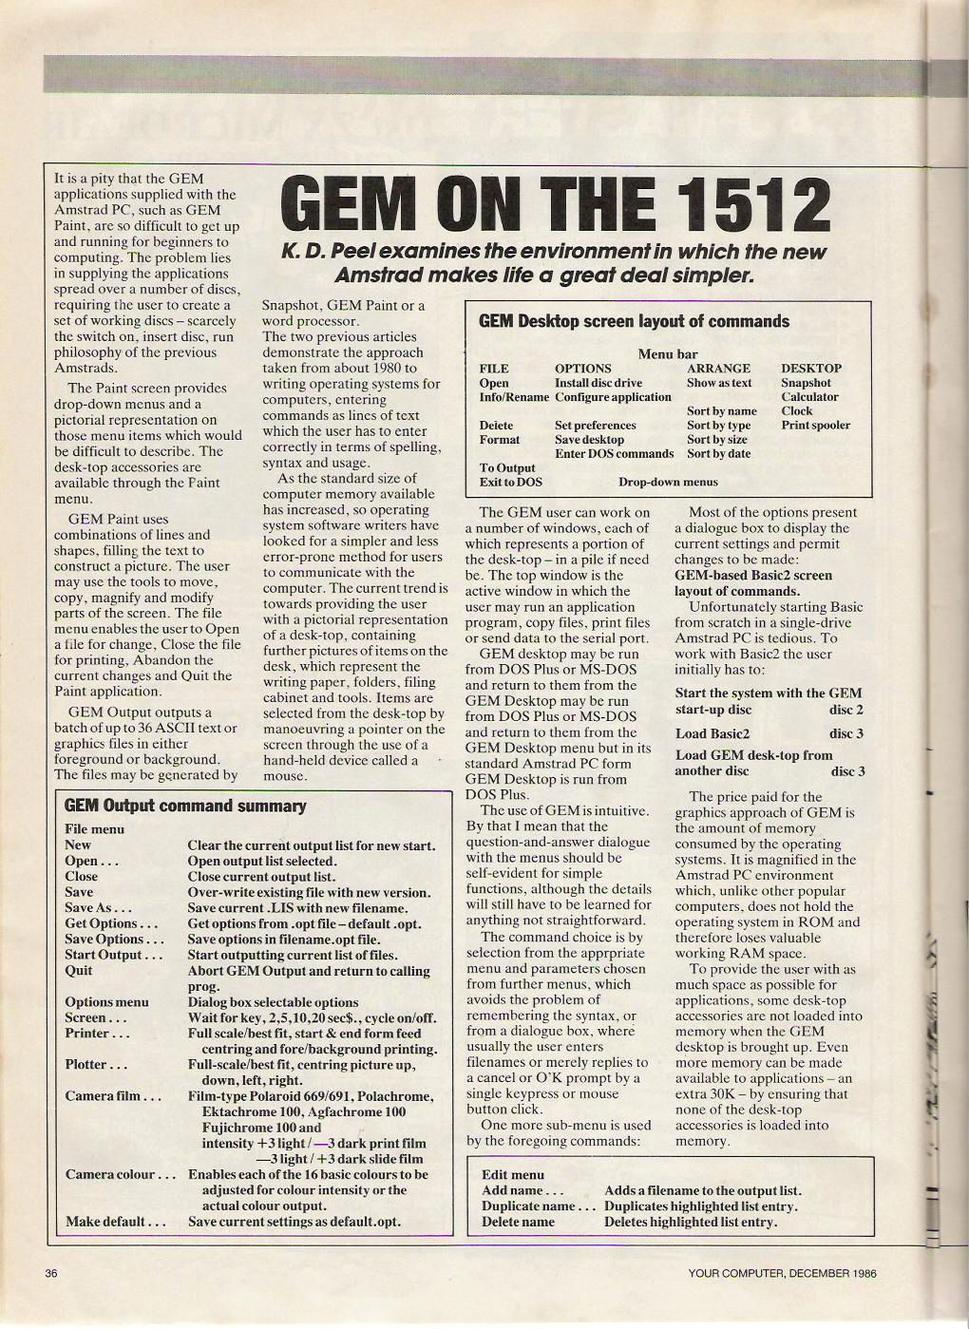 GEM ON THE 1512
K. D. Peel examines the environment in which the new
Amstrad makes life a great deal simpler.
It is a pity that the GEM
applications supplied with the
Amstrad PC, such as GEM
Paint, are so difficult to get up
and running for beginners to
computing. The problem lies
in supplying the applications
spread over a number of discs,
requiring the user to create a
set of working discs – scarcely
the switch on, insert disc, run
philosophy of the previous
Amstrads.
The Paint screen provides
drop-down menus and a
pictorial representation on
those menu items which would
be difficult to describe. The
desk-top accessories are
available through the Paint
menu.
GEM Paint uses
combinations of lines and
shapes, filling the text to
construct a picture. The user
may use the tools to move,
copy, magnify and modify
parts of the screen. The file
menu enables the user to Open
a file for change, Close the file
for printing, Abandon the
current changes and Quit the
Paint application.
GEM Output outputs a
batch of up to 36 ASCII text or
graphics files in either
foreground or background.
The files may be generated by
Snapshot, GEM Paint or a
word processor.
The two previous articles
demonstrate the approach
taken from about 1980 to
writing operating systems for
computers, entering
commands as lines of text
which the user has to enter
correctly in terms of spelling,
syntax and usage.
As the standard size of
computer memory available
has increased, so operating
system software writers have
looked for a simpler and less
error-prone method for users
to communicate with the
computer. The current trend is
towards providing the user
with a pictorial representation
of a desk-top, containing
further pictures of items on the
desk, which represent the
writing paper, folders, filing
cabinet and tools. Items are
selected from the desk-top by
manoeuvring a pointer on the
screen through the use of a
hand-held device called a
mouse.
GEM Desktop screen layout of commands
Menu bar
FILE OPTIONS ARRANGE DESKTOP
Open Install disc drive Show as text Snapshot
Info/Rename Configure application Calculator
Sort by name Clock
Delete Set preferences Sort by type Print spooler
Format Save desktop Sort by size
Enter DOS commands Sort by date
To Output
Exit to DOS Drop-down menus
The GEM user can work on
a number of windows, each of
which represents a portion of
the desk-top – in a pile if need
be. The top window is the
active window in which the
user may run an application
program, copy files, print files
or send data to the serial port.
GEM desktop may be run
from DOS Plus or MS-DOS
and return to them from the
GEM Desktop may be run
from DOS Plus or MS-DOS
and return to them from the
GEM Desktop menu but in its
standard Amstrad PC form
GEM Desktop is run from
DOS Plus.
The use of GEM is intuitive.
By that I mean that the
question-and-answer dialogue
with the menus should be
self-evident for simple
functions, although the details
will still have to be learned for
anything not straightforward.
The command choice is by
selection from the apprpriate
menu and parameters chosen
from further menus, which
avoids the problem of
remembering the syntax, or
from a dialogue box, where
usually the user enters
filenames or merely replies to
a cancel or O'K prompt by a
single keypress or mouse
button click.
One more sub-menu is used
by the foregoing commands:
Most of the options present
a dialogue box to display the
current settings and permit
changes to be made:
GEM-based Basic2 screen
layout of commands.
Unfortunately starting Basic
from scratch in a single-drive
Amstrad PC is tedious. To
work with Basic2 the user
initially has to:
Start the system with the GEM
start-up disc disc 2
Load Basic2 disc 3
Load GEM desk-top from
another disc disc 3
The price paid for the
graphics approach of GEM is
the amount of memory
consumed by the operating
systems. It is magnified in the
Amstrad PC environment
which, unlike other popular
computers, does not hold the
operating system in ROM and
therefore loses valuable
working RAM space.
To provide the user with as
much space as possible for
applications, some desk-top
accessories are not loaded into
memory when the GEM
desktop is brought up. Even
more memory can be made
available to applications – an
extra 30K – by ensuring that
none of the desk-top
accessories is loaded into
memory.
GEM Output command summary
File menu
New Clear the current output list for new start.
Open . . . Open output list selected.
Close Close current output list.
Save Over-write existing file with new version.
Save As . . . Save current .LIS with new filename.
Get Options . . . Get options from .opt file – default .opt.
Save Options . . . Save options in filename.opt file.
Start Output . . . Start outputting current list of files.
Quit Abort GEM Output and return to calling
prog.
Options menu Dialog box selectable options
Screen . . . Wait for key, 2,5,10,20 sec$., cycle on/off.
Printer . . . Full scale/best fit, start & end form feed
centring and fore/background printing.
Plotter . . . Full-scale/best fit, centring picture up,
down, left, right.
Camera film . . . Film-type Polaroid 669/691, Polachrome,
Ektachrome 100, Agfachrome 100
Fujichrome 100 and
intensity +3 light / —3 dark print film
—3 light / +3 dark slide film
Camera colour . . . Enables each of the 16 basic colours to be
adjusted for colour intensity or the
actual colour output.
Make default . . . Save current settings as default.opt.
Edit menu
Add name . . . Adds a filename to the output list.
Duplicate name . . . Duplicates highlighted list entry.
Delete name Deletes highlighted list entry.
36
YOUR COMPUTER, DECEMBER 1986